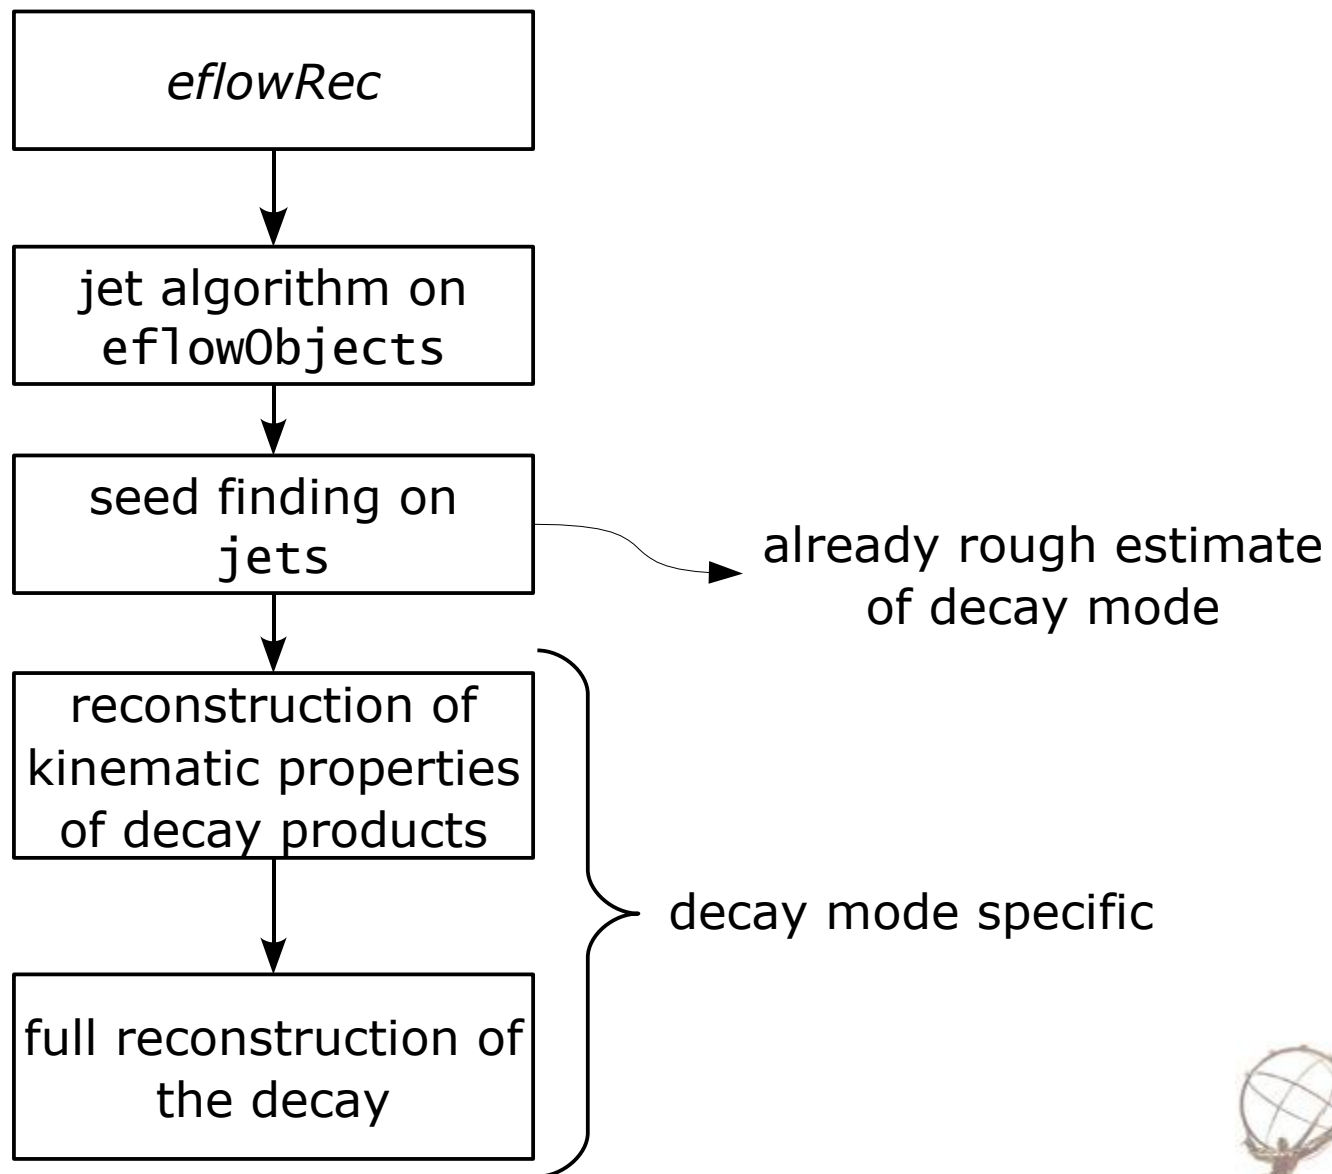 eflowRec
jet algorithm on
eflowObjects
seed finding on
jets
already rough estimate
of decay mode
reconstruction of
kinematic properties
of decay products
decay mode specific
full reconstruction of
the decay